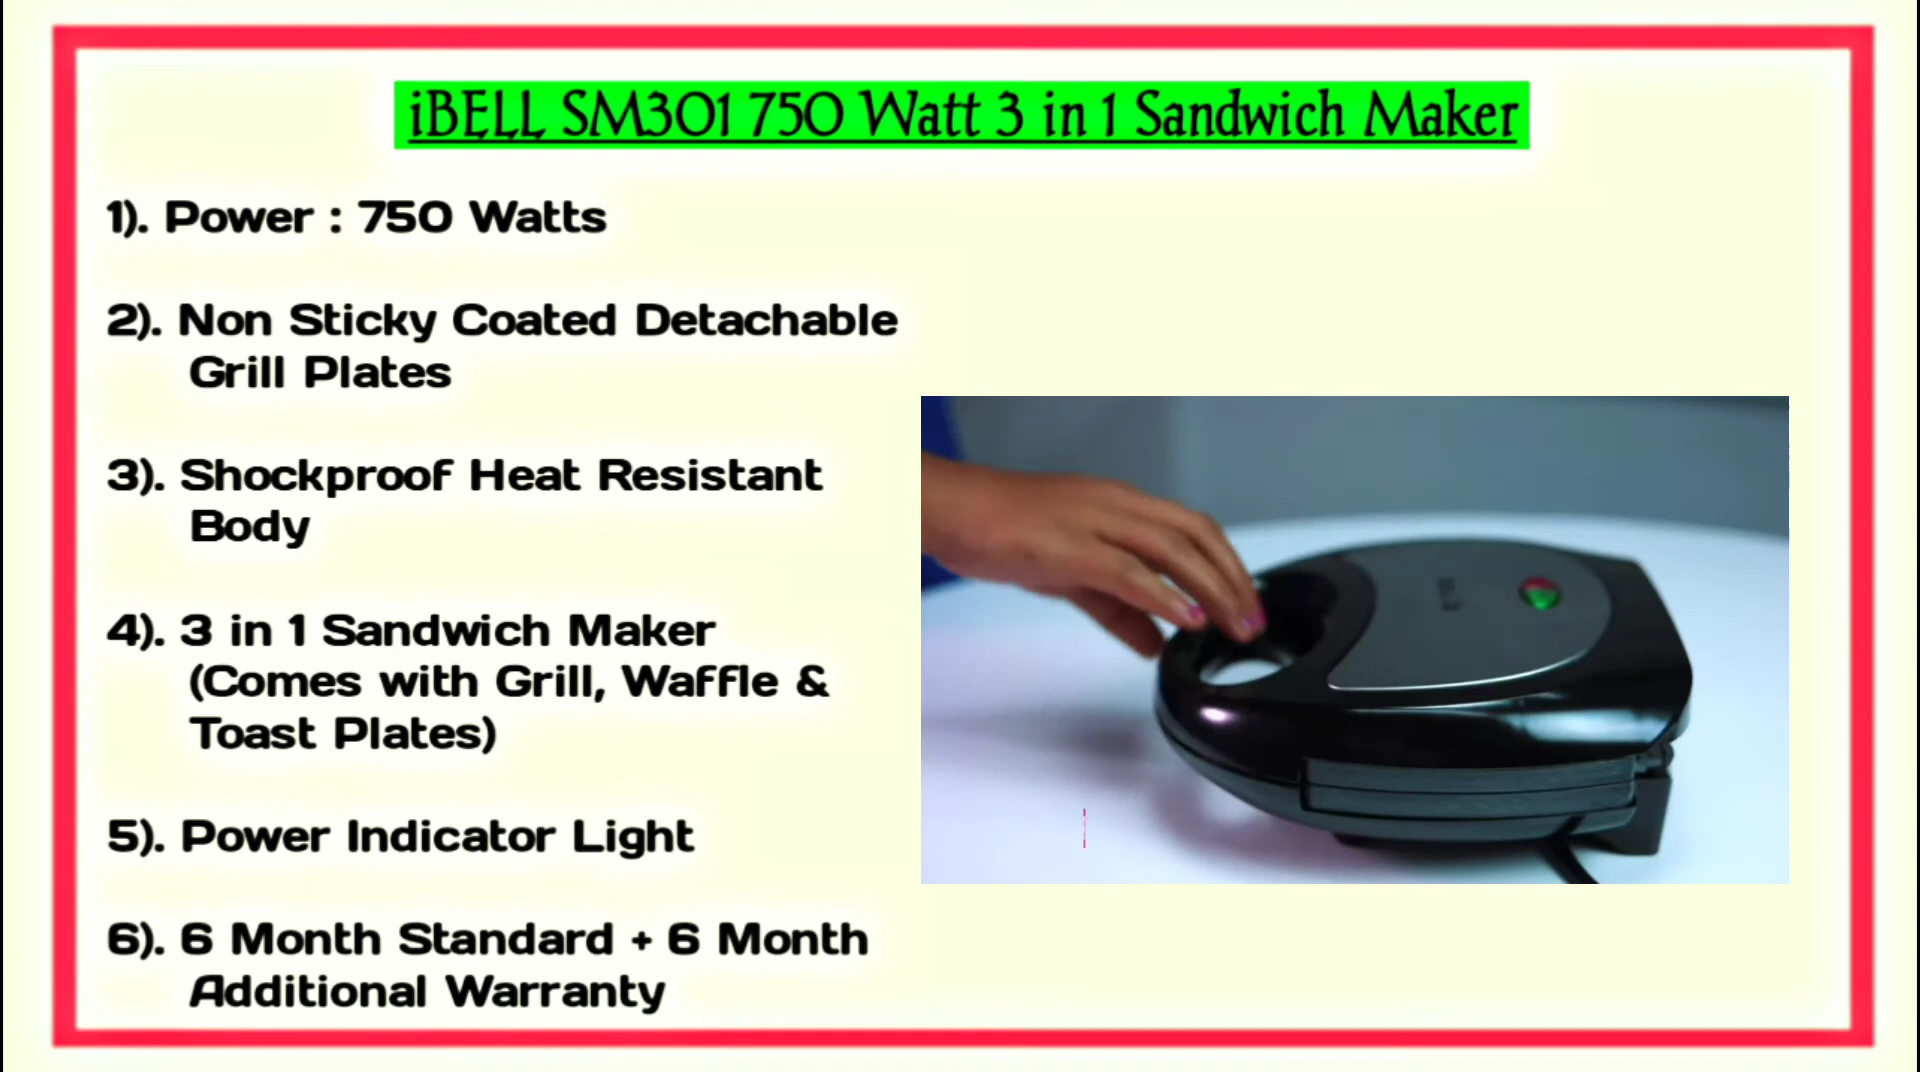 iBELL SM301 750 Watt 3 in 1 Sandwich Maker
1). Power : 750 Watts
2). Non Sticky Coated Detachable
Grill Plates
3). Shockproof Heat Resistant
Body
4). 3 in 1 Sandwich Maker
(Comes with Grill, Waffle &
Toast Plates)
5). Power Indicator Light
6). 6 Month Standard + 6 Month
Additional Warranty